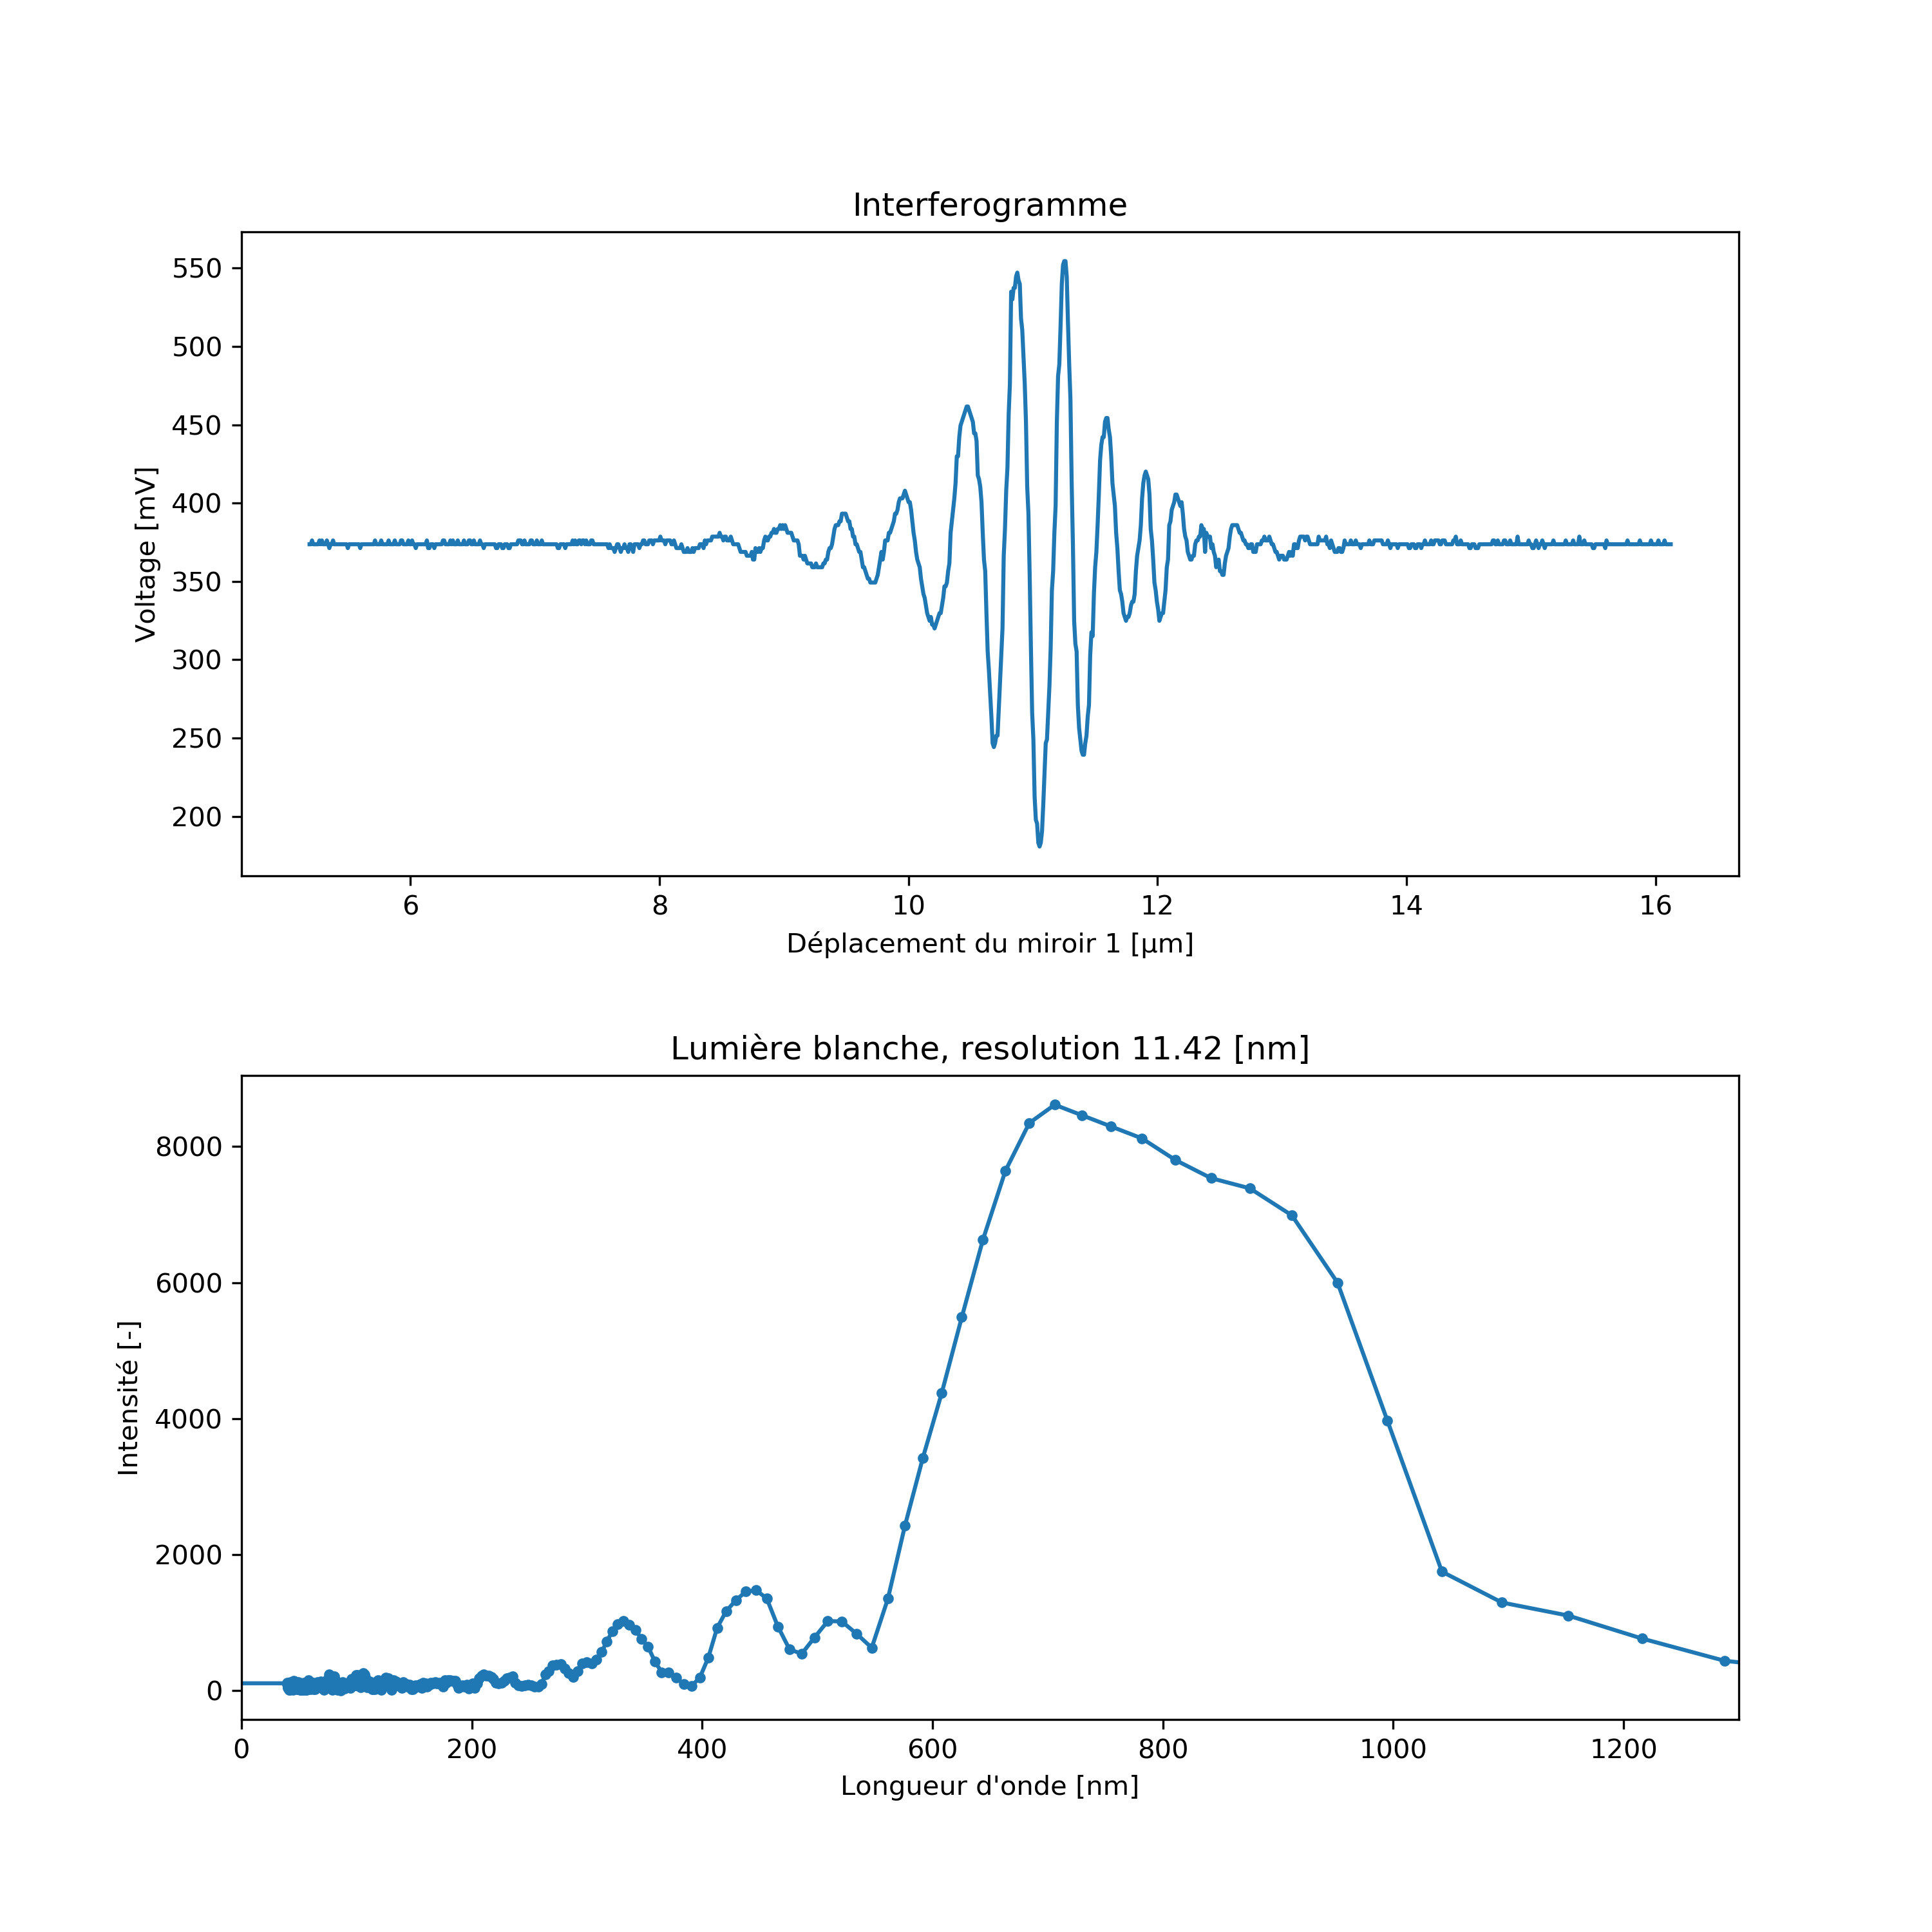 Interferogramme
550
500
450
400
350
300
250
200
Voltage [mV]
6 8 10 12 14 16
Déplacement du miroir 1 [µm]
Lumière blanche, resolution 11.42 [nm]
8000
6000
4000
2000
0
Intensité [-]
0 200 400 600 800 1000 1200
Longueur d'onde [nm]